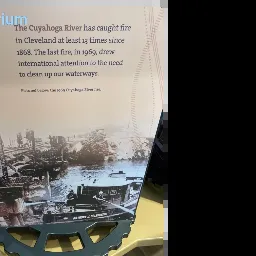 rium
The Cuyahoga River has caught fire
in Cleveland at least 13 times since
1868. The last fire, in 1969, drew
international attention to the need
to clean up our waterways.